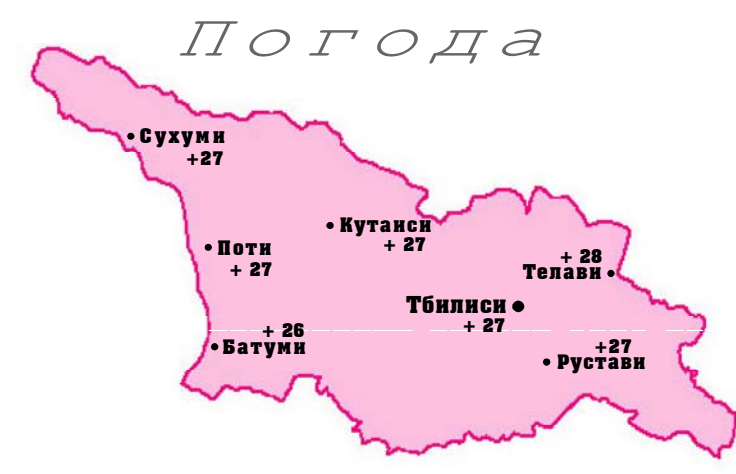 Погода
Сухуми
+27
Кутаиси
+ 27
Поти
+ 27
+ 28
Телави
Тбилиси
+ 27
+ 26
Батуми
+27
Рустави